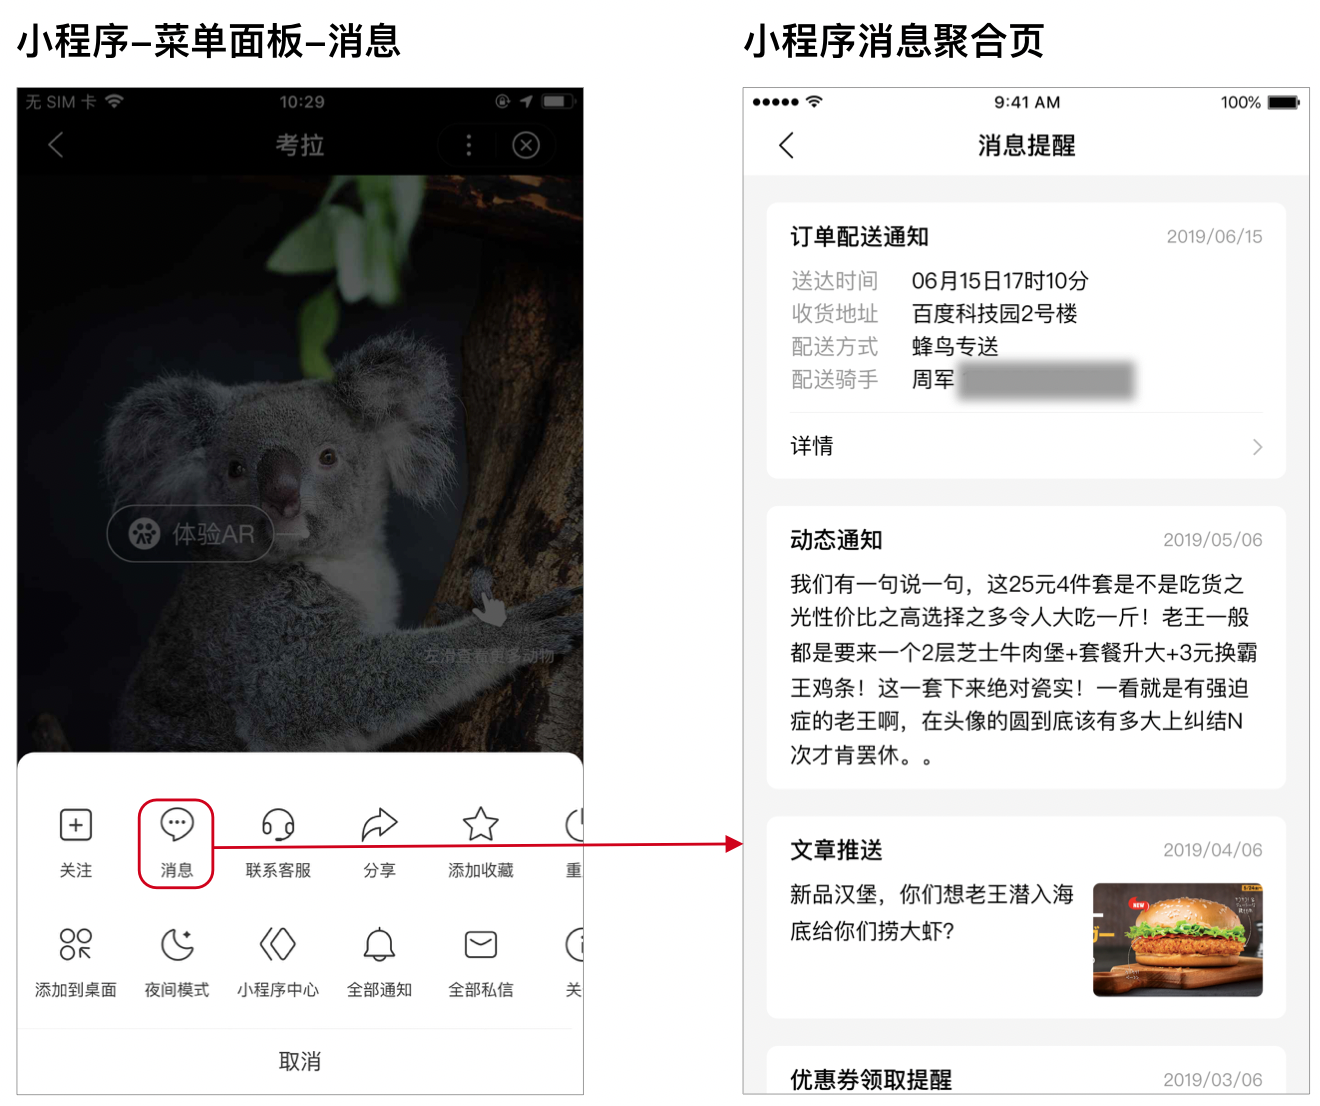 小程序–菜单面板–消息
无 SIM 卡
10:29
考拉
体验AR
左滑查看更多动物
关注
消息
联系客服
分享
添加收藏
重
添加到桌面
夜间模式
小程序中心
全部通知
全部私信
关
取消
小程序消息聚合页
9:41 AM
100%
消息提醒
订单配送通知
2019/06/15
送达时间 06月15日17时10分
收货地址 百度科技园2号楼
配送方式 蜂鸟专送
配送骑手 周军
详情
动态通知
2019/05/06
我们有一句说一句，这25元4件套是不是吃货之
光性价比之高选择之多令人大吃一斤！老王一般
都是要来一个2层芝士牛肉堡+套餐升大+3元换霸
王鸡条！这一套下来绝对瓷实！一看就是有强迫
症的老王啊，在头像的圆到底该有多大上纠结N
次才肯罢休。。
文章推送
2019/04/06
新品汉堡，你们想老王潜入海
底给你们捞大虾?
NEW
优惠券领取提醒
2019/03/06